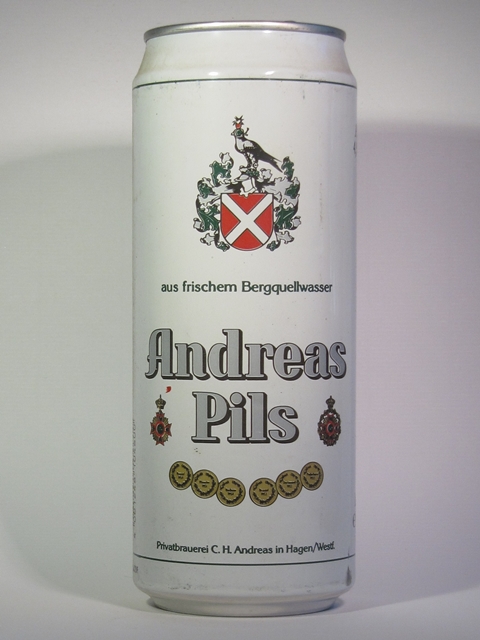 aus frischem Bergquellwasser
Andreas
Pils
Privatbrauerei C. H. Andreas in Hagen/Westf.